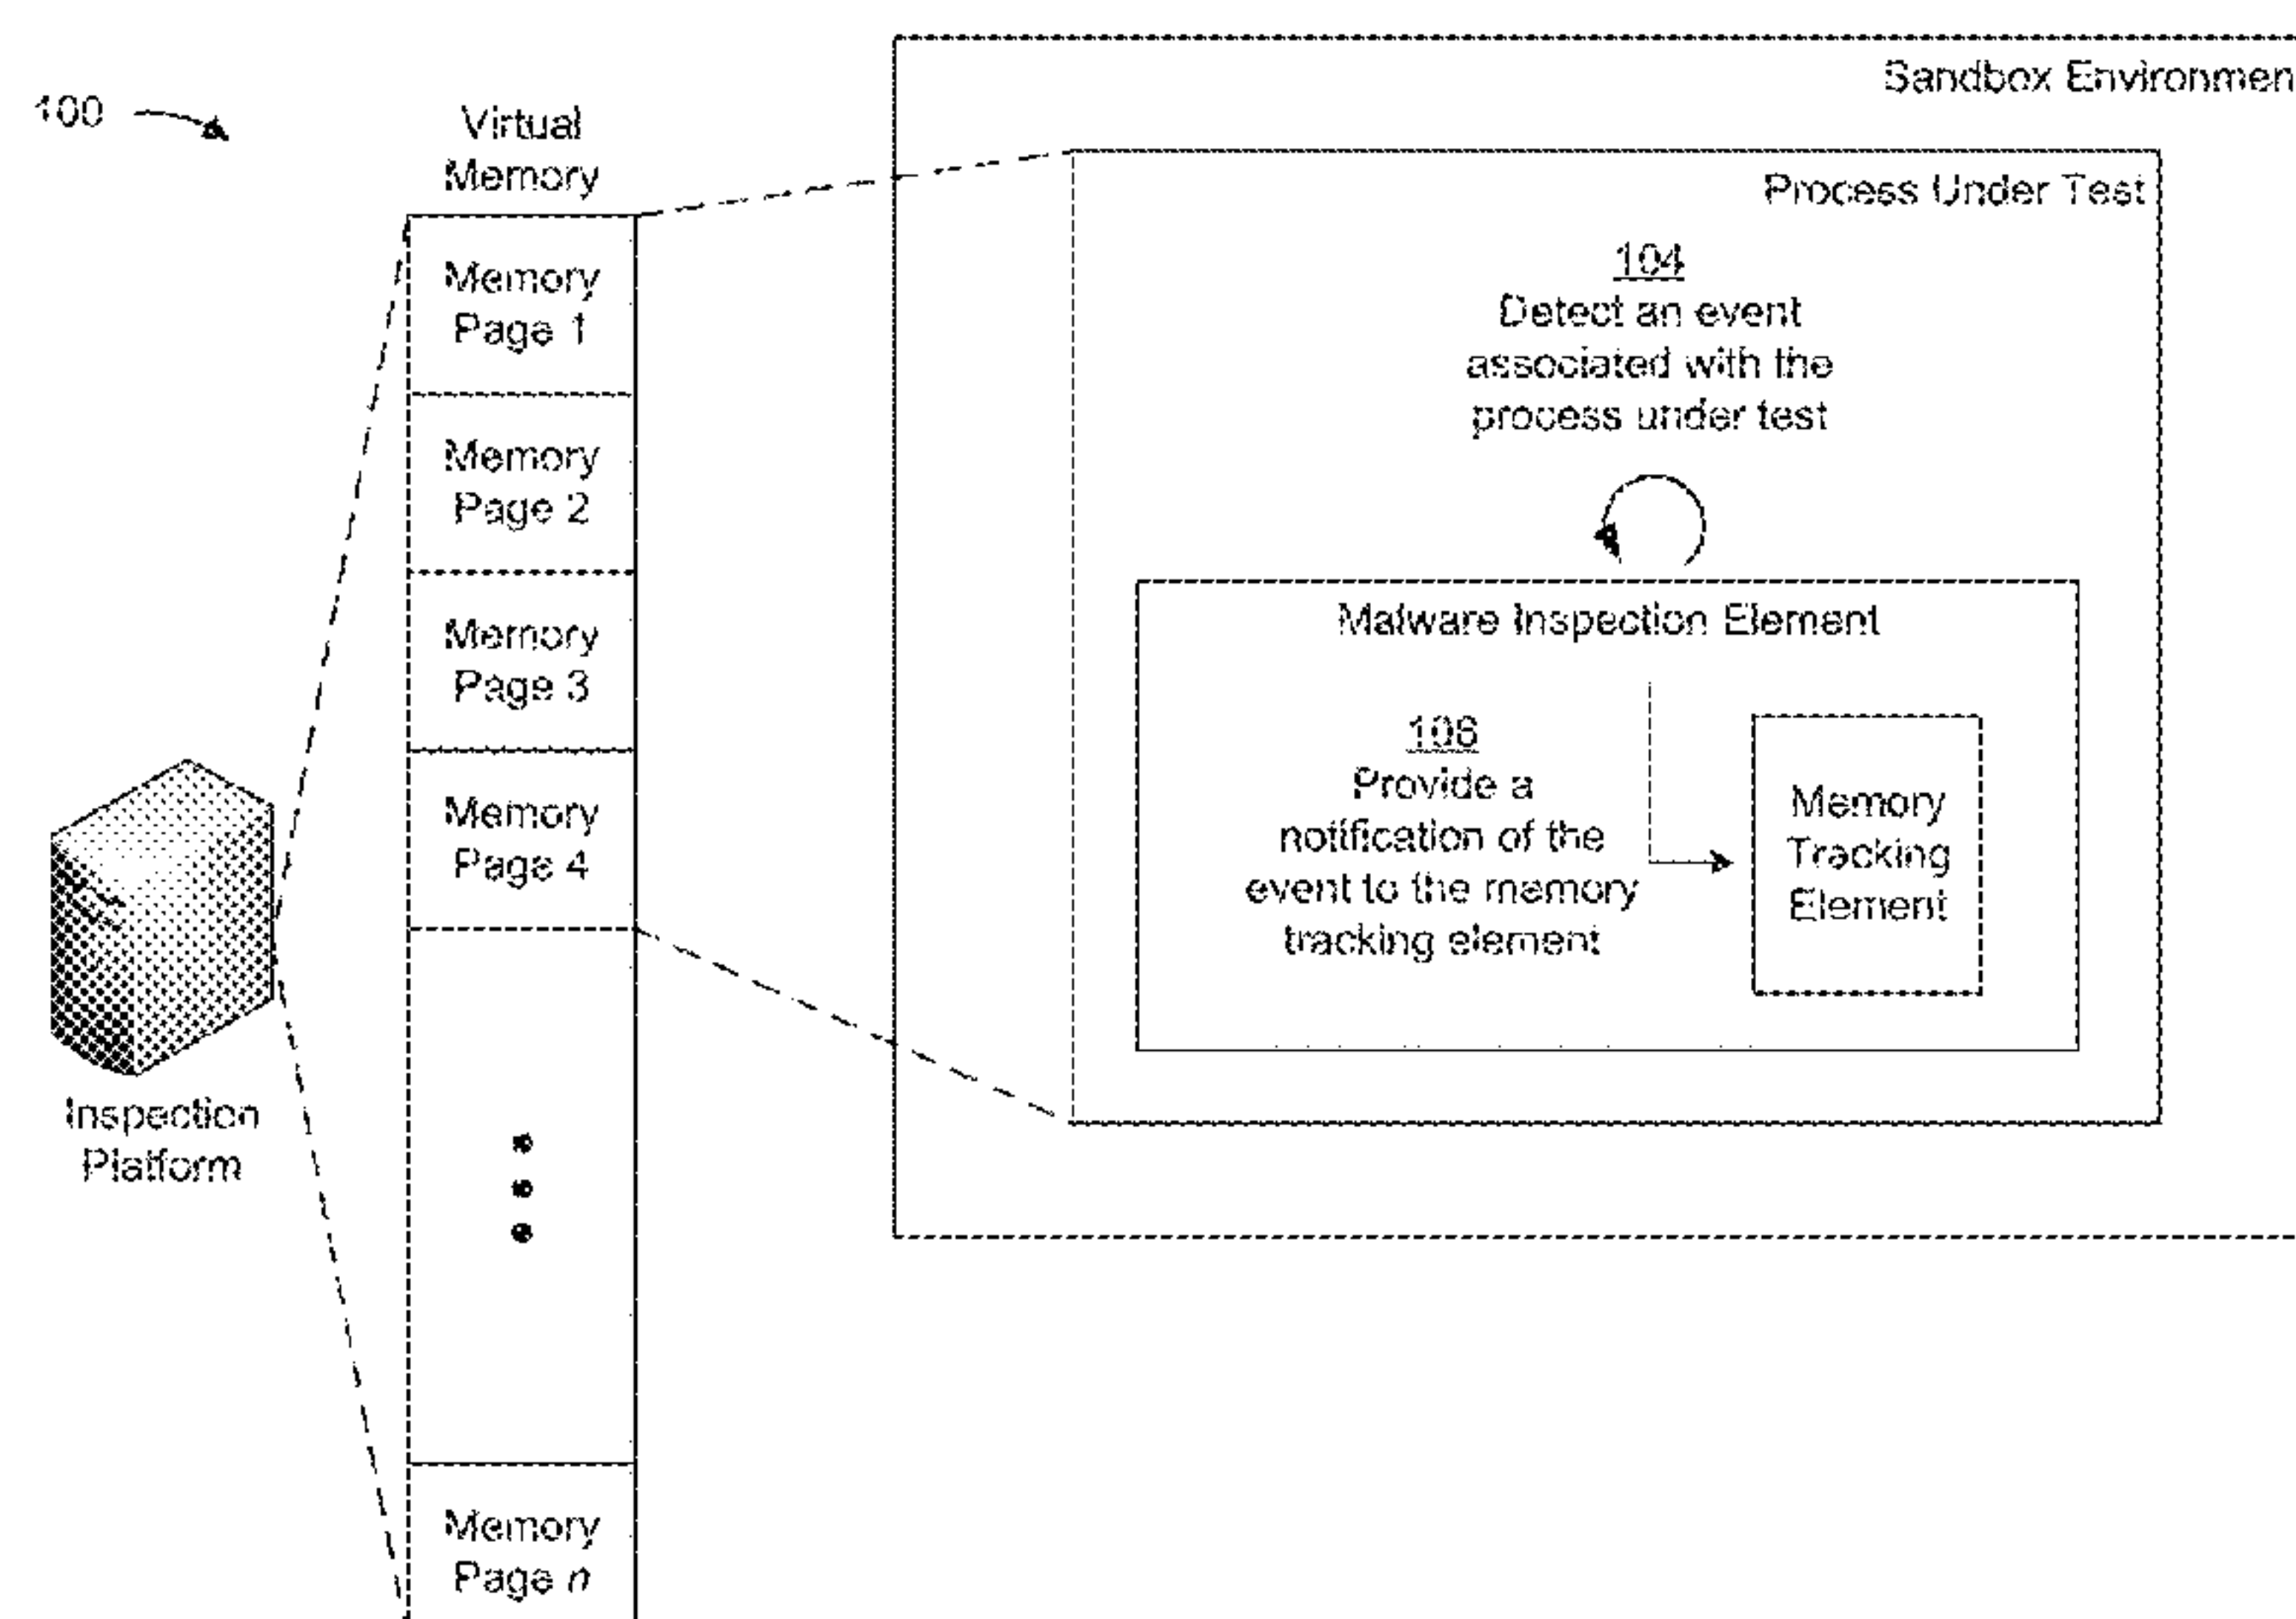 100
Virtual
Memory
Memory
Page 1
Memory
Page 2
Memory
Page 3
Memory
Page 4
Memory
Page n
Inspection
Platform
Sandbox Environmen
Process Under Test
104
Detect an event
associated with the
process under test
Malware Inspection Element
106
Provide a
notification of the
event to the memory
tracking element
Memory
Tracking
Element